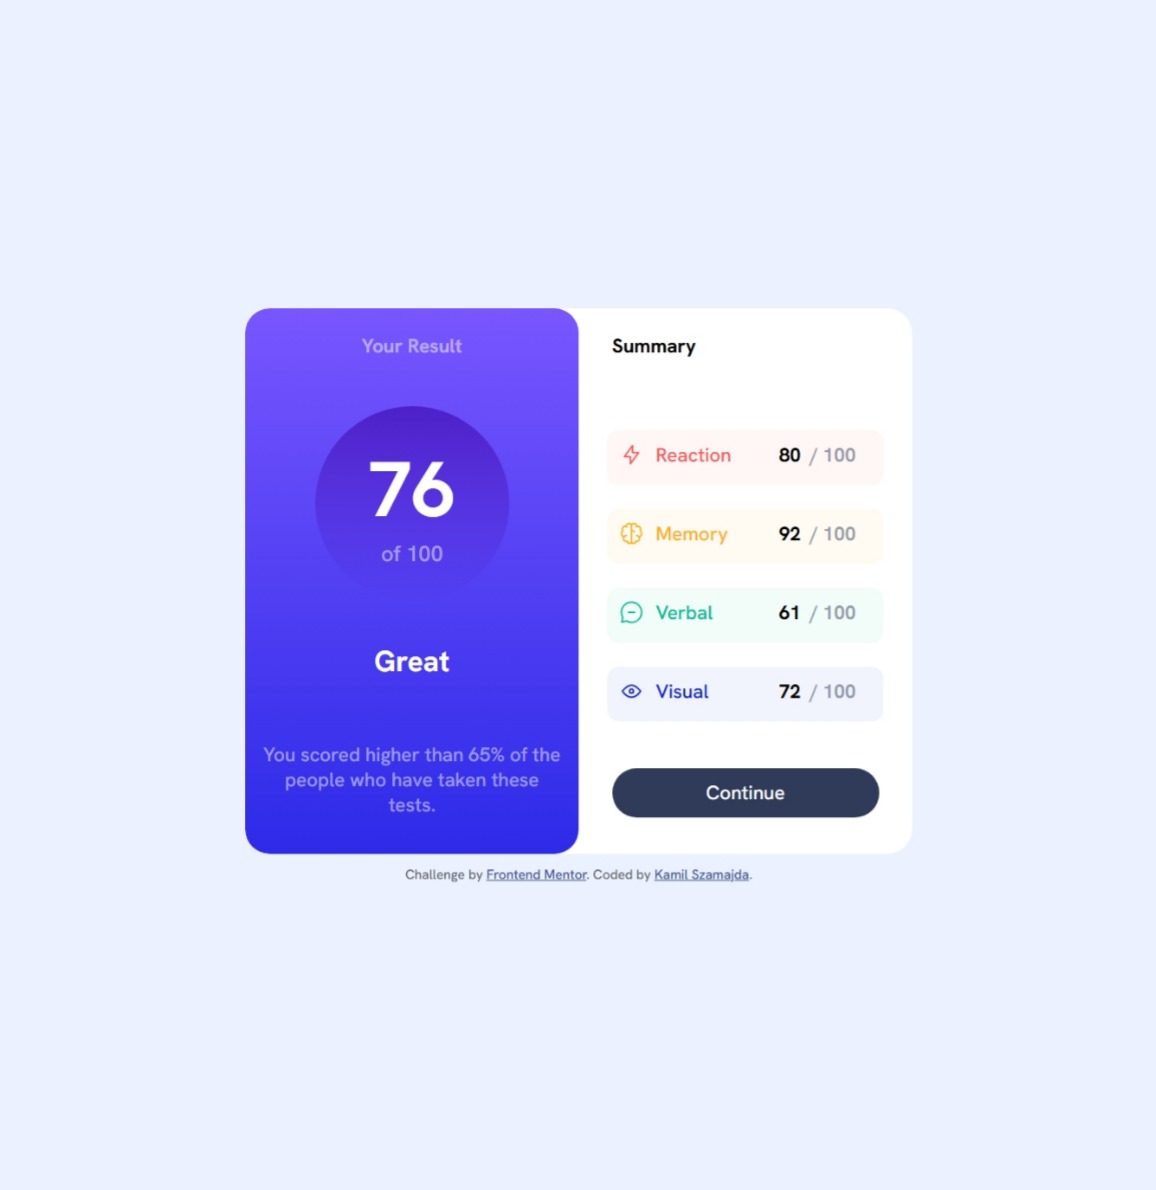 Your Result
76
of 100
Great
You scored higher than 65% of the
people who have taken these
tests.
Summary
Reaction 80 / 100
Memory 92 / 100
Verbal 61 / 100
Visual 72 / 100
Continue
Challenge by Frontend Mentor. Coded by Kamil Szamajda.